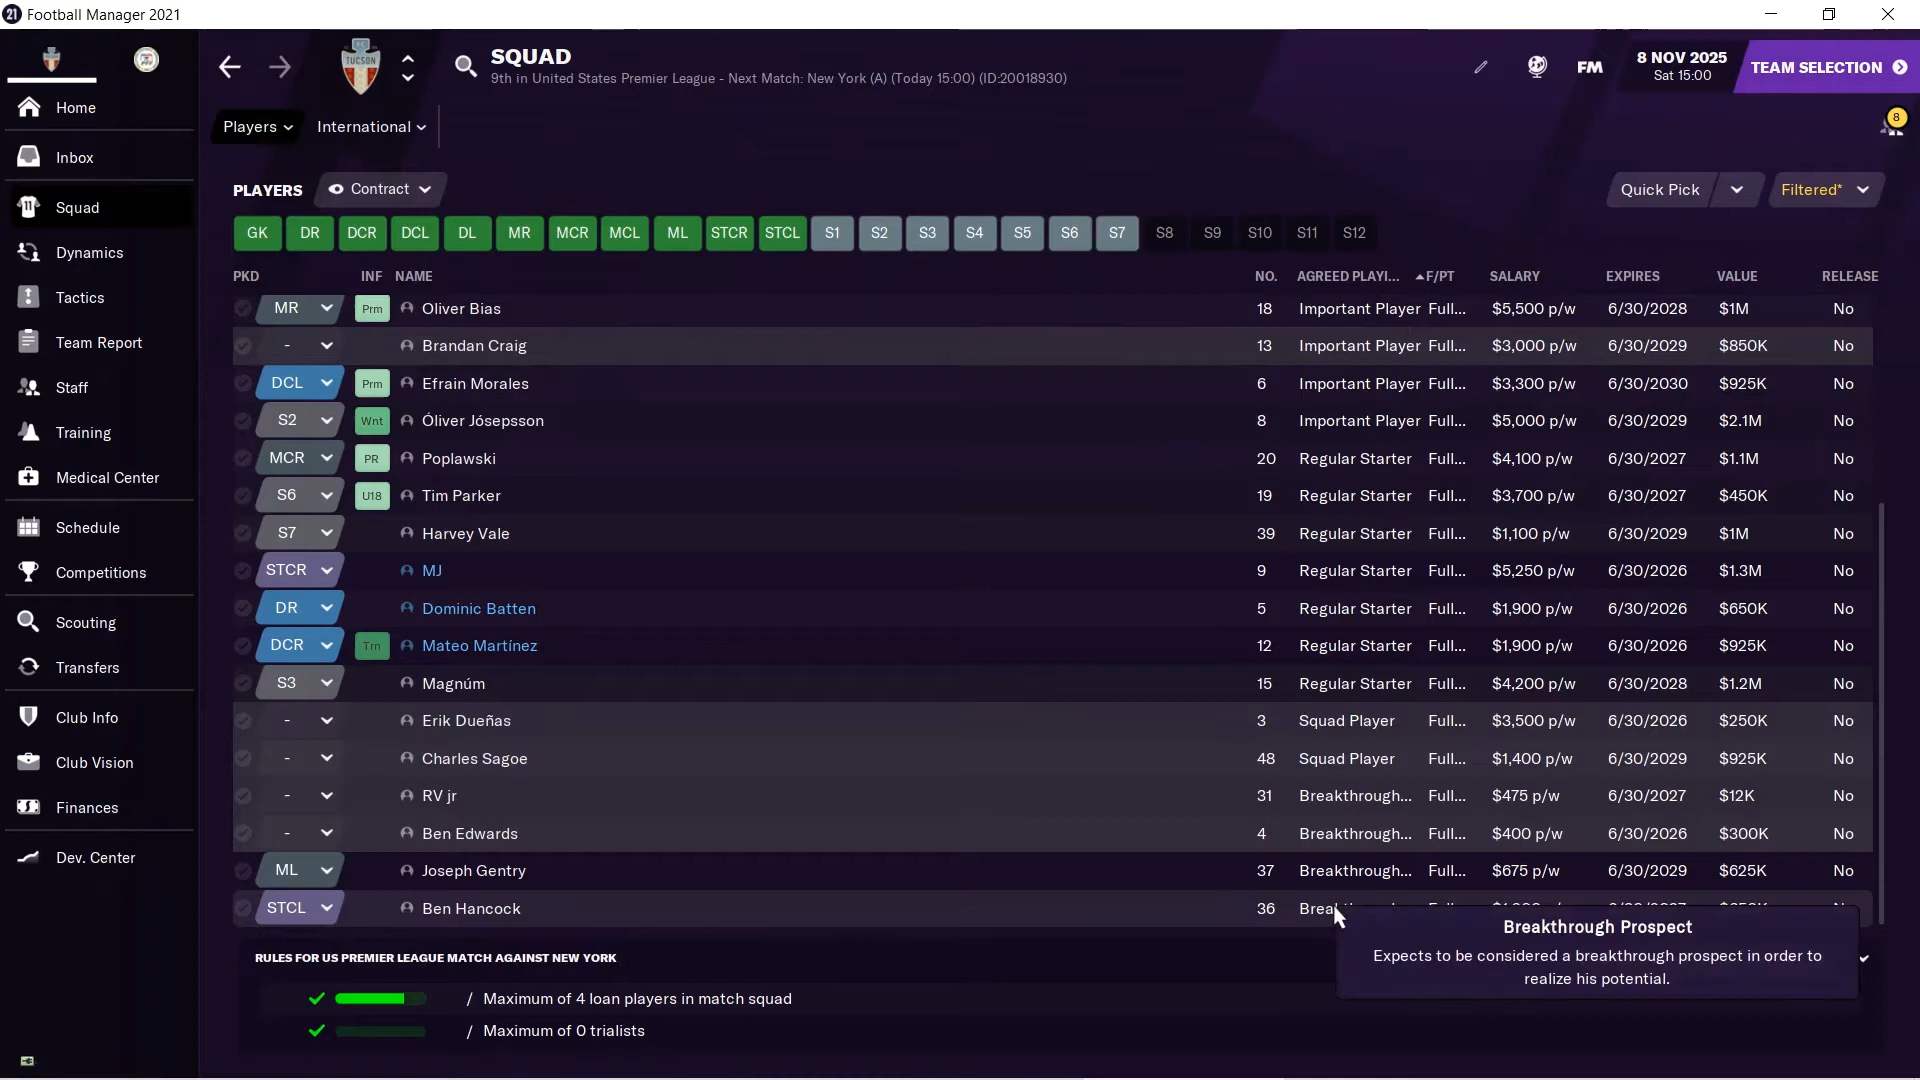 21 Football Manager 2021
FC TUCSON
SQUAD
9th in United States Premier League - Next Match: New York (A) (Today 15:00) (ID:20018930)
FM
8 NOV 2025
Sat 15:00
TEAM SELECTION
Home
Inbox
Squad
Dynamics
Tactics
Team Report
Staff
Training
Medical Center
Schedule
Competitions
Scouting
Transfers
Club Info
Club Vision
Finances
Dev. Center
Players International
8
PLAYERS Contract Quick Pick Filtered*
GK DR DCR DCL DL MR MCR MCL ML STCR STCL S1 S2 S3 S4 S5 S6 S7 S8 S9 S10 S11 S12
PKD INF NAME NO. AGREED PLAYI... F/PT SALARY EXPIRES VALUE RELEASE
MR Prm Oliver Bias 18 Important Player Full... $5,500 p/w 6/30/2028 $1M No
- Brandan Craig 13 Important Player Full... $3,000 p/w 6/30/2029 $850K No
DCL Prm Efrain Morales 6 Important Player Full... $3,300 p/w 6/30/2030 $925K No
S2 Wnt Óliver Jósepsson 8 Important Player Full... $5,000 p/w 6/30/2029 $2.1M No
MCR PR Poplawski 20 Regular Starter Full... $4,100 p/w 6/30/2027 $1.1M No
S6 U18 Tim Parker 19 Regular Starter Full... $3,700 p/w 6/30/2027 $450K No
S7 Harvey Vale 39 Regular Starter Full... $1,100 p/w 6/30/2029 $1M No
STCR MJ 9 Regular Starter Full... $5,250 p/w 6/30/2026 $1.3M No
DR Dominic Batten 5 Regular Starter Full... $1,900 p/w 6/30/2026 $650K No
DCR Trn Mateo Martínez 12 Regular Starter Full... $1,900 p/w 6/30/2026 $925K No
S3 Magnúm 15 Regular Starter Full... $4,200 p/w 6/30/2028 $1.2M No
- Erik Dueñas 3 Squad Player Full... $3,500 p/w 6/30/2026 $250K No
- Charles Sagoe 48 Squad Player Full... $1,400 p/w 6/30/2029 $925K No
- RV jr 31 Breakthrough... Full... $475 p/w 6/30/2027 $12K No
- Ben Edwards 4 Breakthrough... Full... $400 p/w 6/30/2026 $300K No
ML Joseph Gentry 37 Breakthrough... Full... $675 p/w 6/30/2029 $625K No
STCL Ben Hancock 36
Breakthrough Prospect
Expects to be considered a breakthrough prospect in order to
realize his potential.
RULES FOR US PREMIER LEAGUE MATCH AGAINST NEW YORK
/ Maximum of 4 loan players in match squad
/ Maximum of 0 trialists